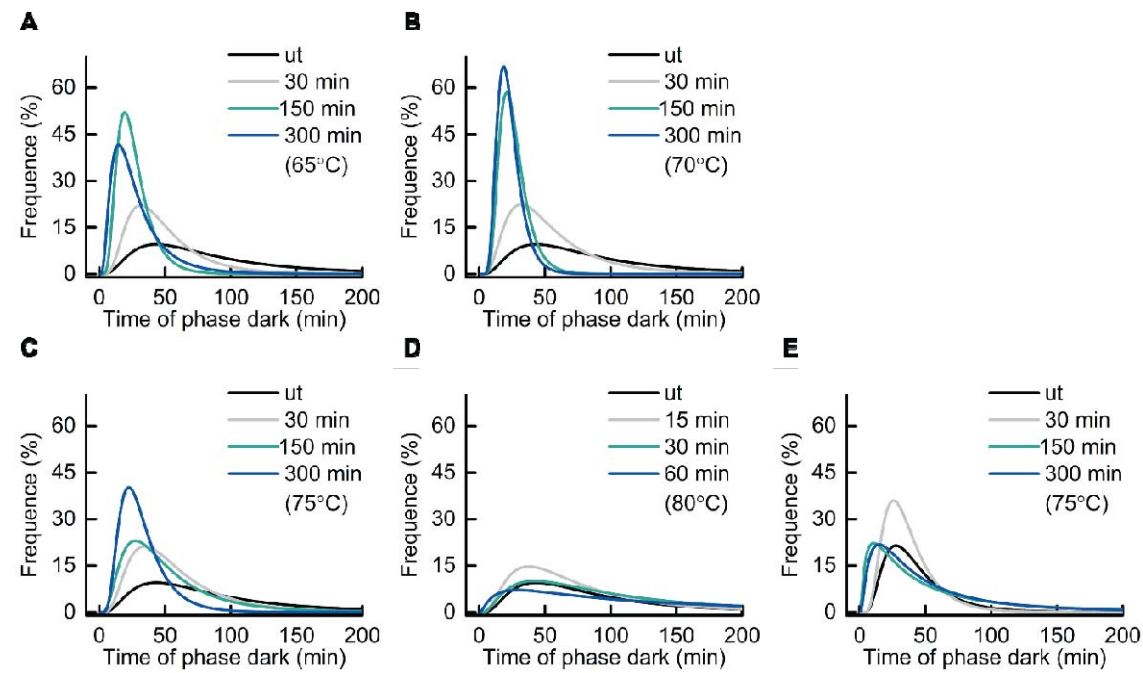 A
ut
30 min
150 min
300 min
(65°C)
Frequence (%)
60
45
30
15
0
0 50 100 150 200
Time of phase dark (min)
B
ut
30 min
150 min
300 min
(70°C)
Frequence (%)
60
45
30
15
0
0 50 100 150 200
Time of phase dark (min)
C
ut
30 min
150 min
300 min
(75°C)
Frequence (%)
60
45
30
15
0
0 50 100 150 200
Time of phase dark (min)
D
ut
15 min
30 min
60 min
(80°C)
Frequence (%)
60
45
30
15
0
0 50 100 150 200
Time of phase dark (min)
E
ut
30 min
150 min
300 min
(75°C)
Frequence (%)
60
45
30
15
0
0 50 100 150 200
Time of phase dark (min)